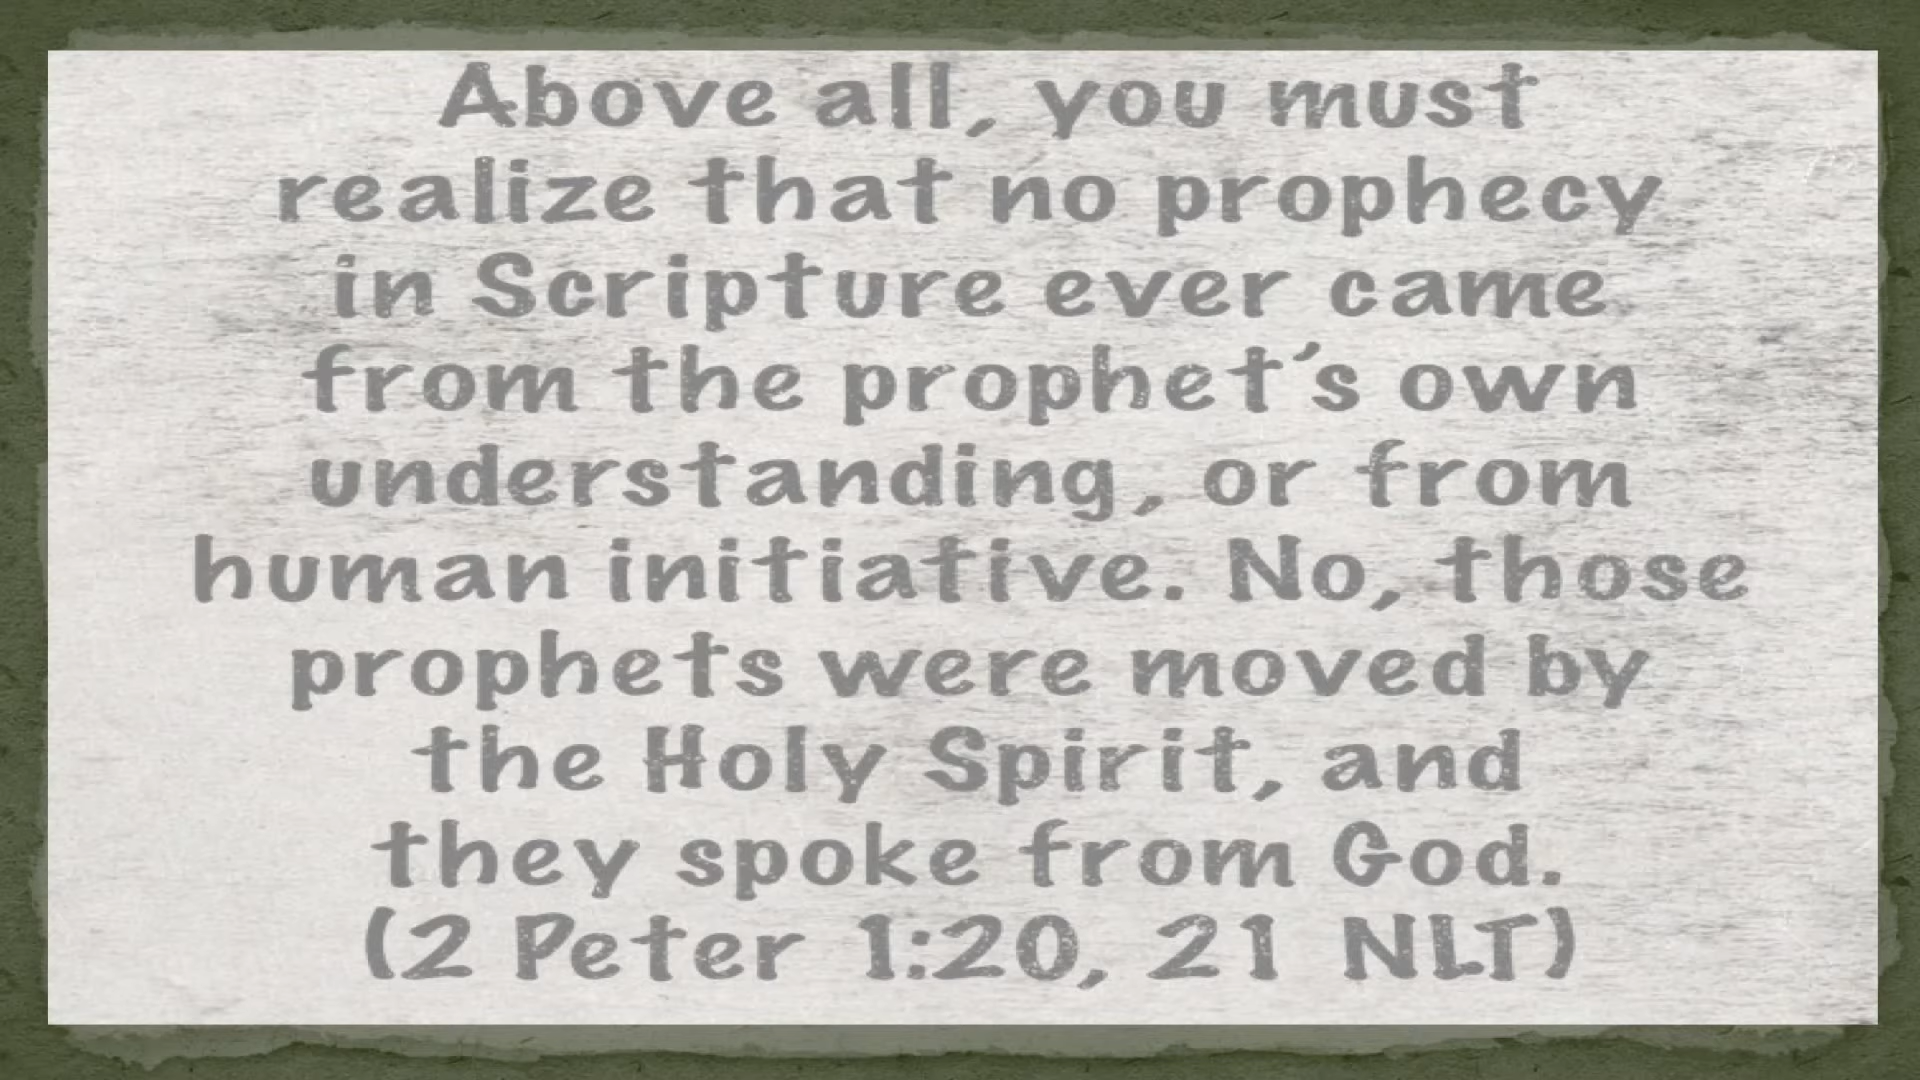 Above all, you must
realize that no prophecy
in Scripture ever came
from the prophet's own
understanding, or from
human initiative. No, those
prophets were moved by
the Holy Spirit, and
they spoke from God.
(2 Peter 1:20, 21 NLT)